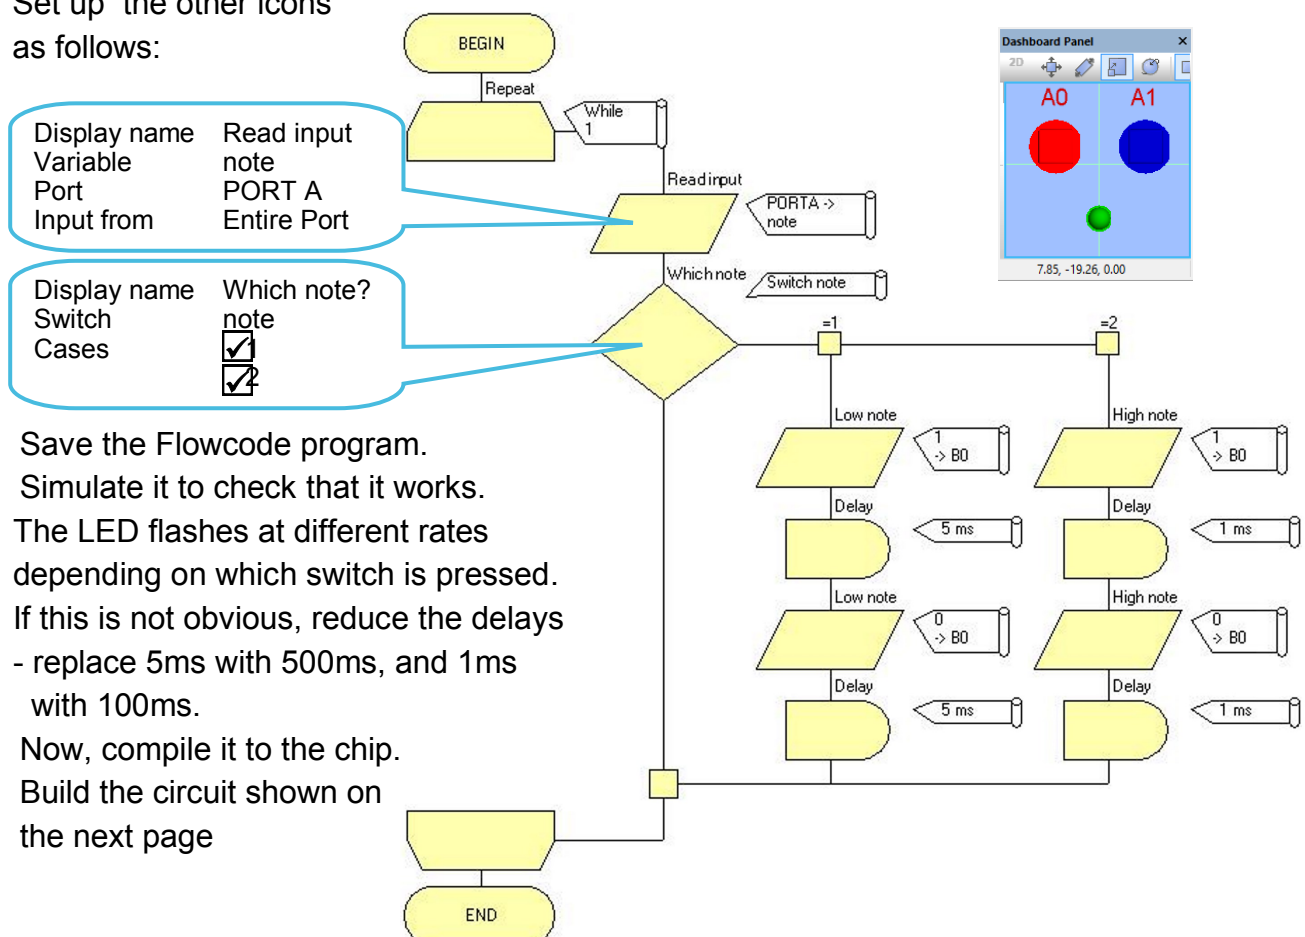 Set up the other icons
as follows:
BEGIN
Repeat
While
1
Display name Read input
Variable note
Port PORT A
Input from Entire Port
Read input
PORTA ->
note
Display name Which note?
Switch note
Cases 1
2
Which note
Switch note
=1
=2
Low note
1
-> B0
High note
1
-> B0
Delay
5 ms
Delay
1 ms
Low note
0
-> B0
High note
0
-> B0
Delay
5 ms
Delay
1 ms
END
Save the Flowcode program.
Simulate it to check that it works.
The LED flashes at different rates
depending on which switch is pressed.
If this is not obvious, reduce the delays
- replace 5ms with 500ms, and 1ms
with 100ms.
Now, compile it to the chip.
Build the circuit shown on
the next page
Dashboard Panel
2D
A0 A1
7.85, -19.26, 0.00